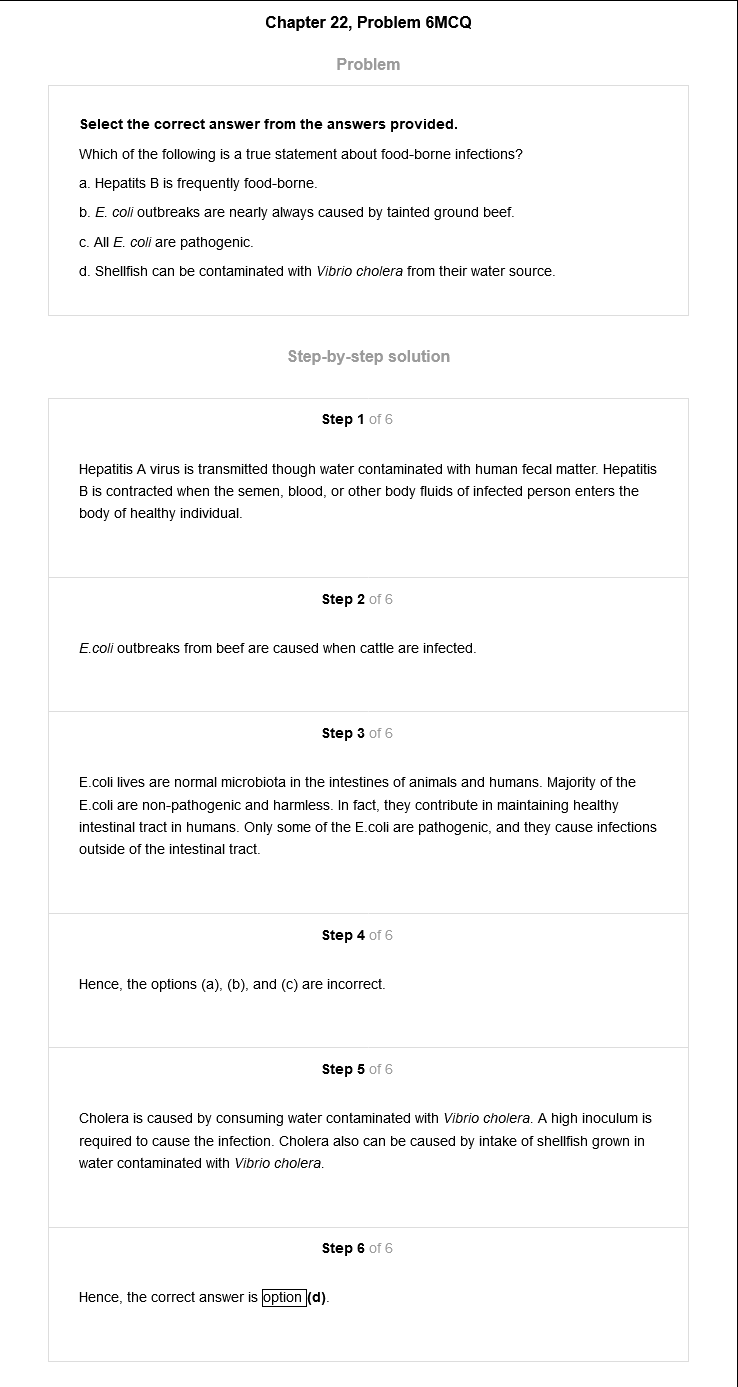 Chapter 22, Problem 6MCQ
Problem
Select the correct answer from the answers provided.
Which of the following is a true statement about food-borne infections?
a. Hepatits B is frequently food-borne.
b. E. coli outbreaks are nearly always caused by tainted ground beef.
c. All E. coli are pathogenic.
d. Shellfish can be contaminated with Vibrio cholera from their water source.
Step-by-step solution
Step 1 of 6
Hepatitis A virus is transmitted though water contaminated with human fecal matter. Hepatitis
B is contracted when the semen, blood, or other body fluids of infected person enters the
body of healthy individual.
Step 2 of 6
E.coli outbreaks from beef are caused when cattle are infected.
Step 3 of 6
E.coli lives are normal microbiota in the intestines of animals and humans. Majority of the
E.coli are non-pathogenic and harmless. In fact, they contribute in maintaining healthy
intestinal tract in humans. Only some of the E.coli are pathogenic, and they cause infections
outside of the intestinal tract.
Step 4 of 6
Hence, the options (a), (b), and (c) are incorrect.
Step 5 of 6
Cholera is caused by consuming water contaminated with Vibrio cholera. A high inoculum is
required to cause the infection. Cholera also can be caused by intake of shellfish grown in
water contaminated with Vibrio cholera.
Step 6 of 6
Hence, the correct answer is option (d).